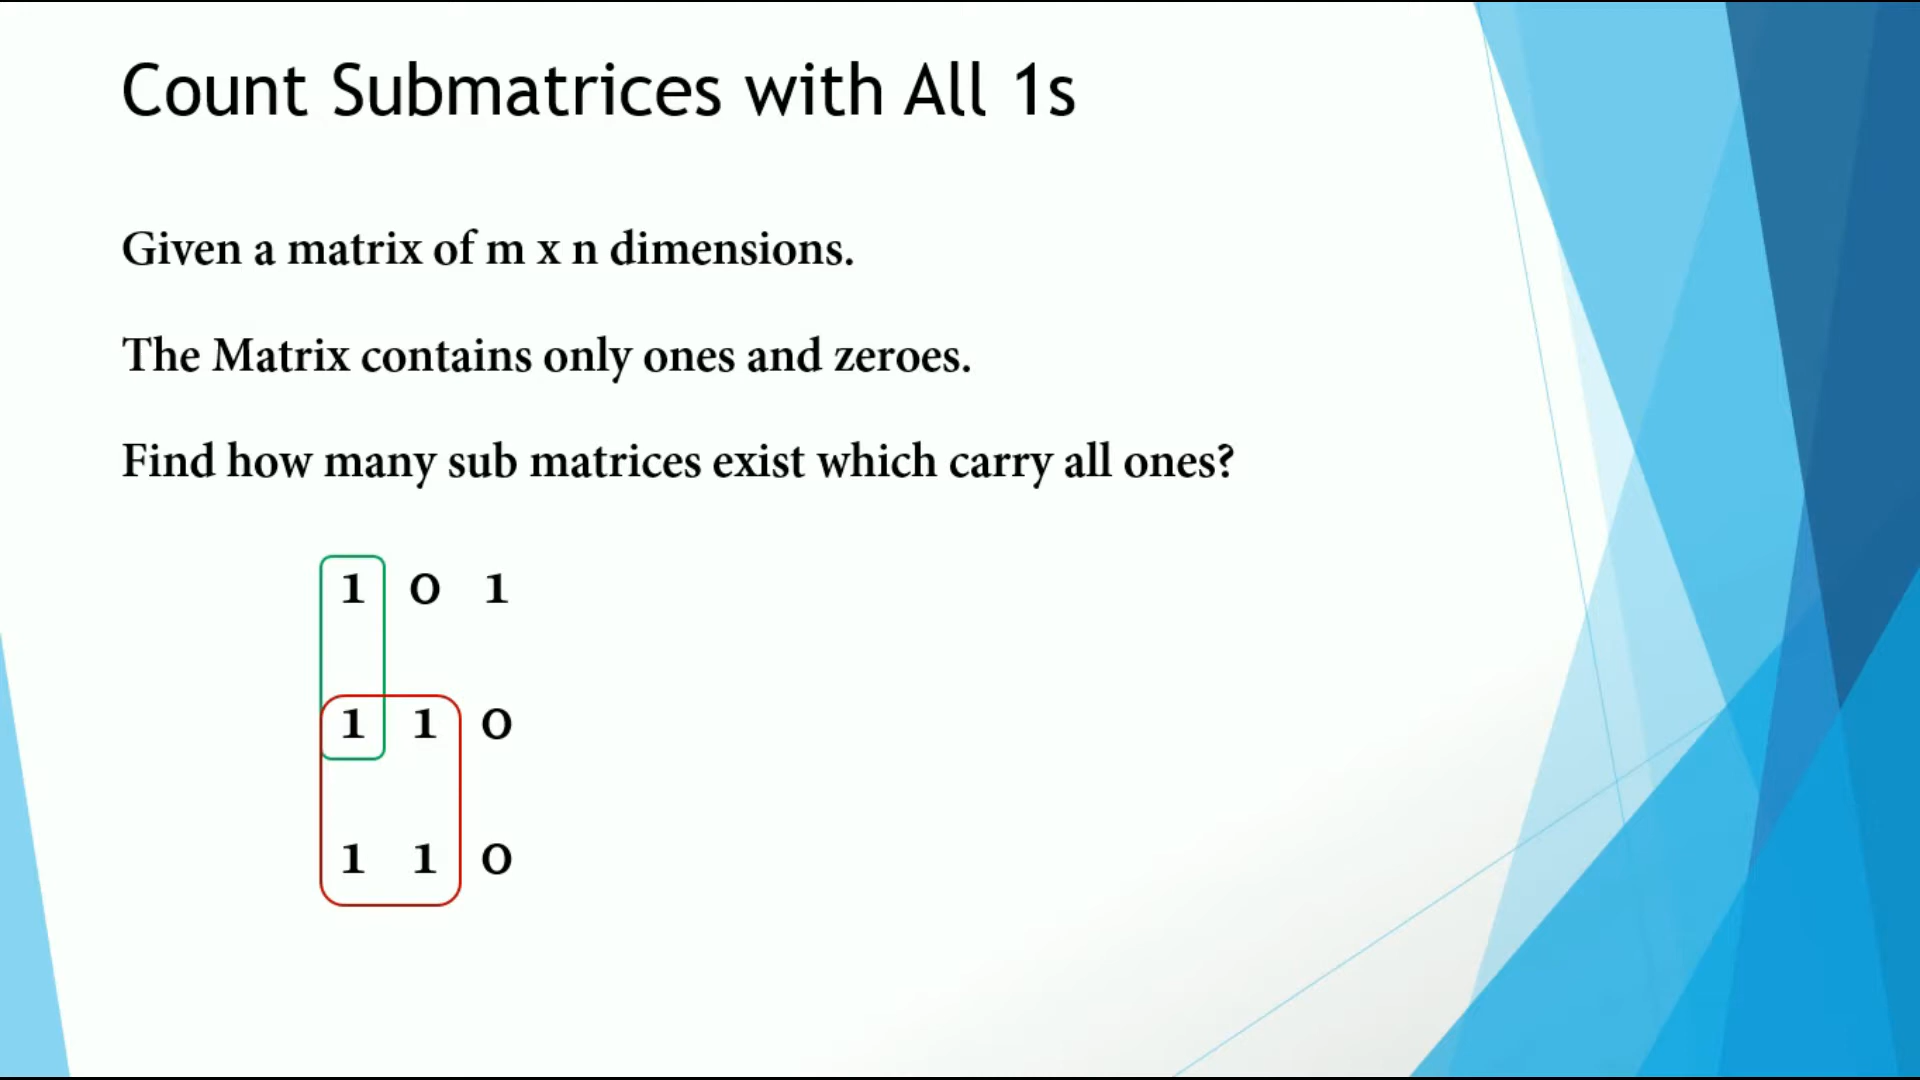 Count Submatrices with All 1s
Given a matrix of m x n dimensions.
The Matrix contains only ones and zeroes.
Find how many sub matrices exist which carry all ones?
1 0 1
1 1 0
1 1 0